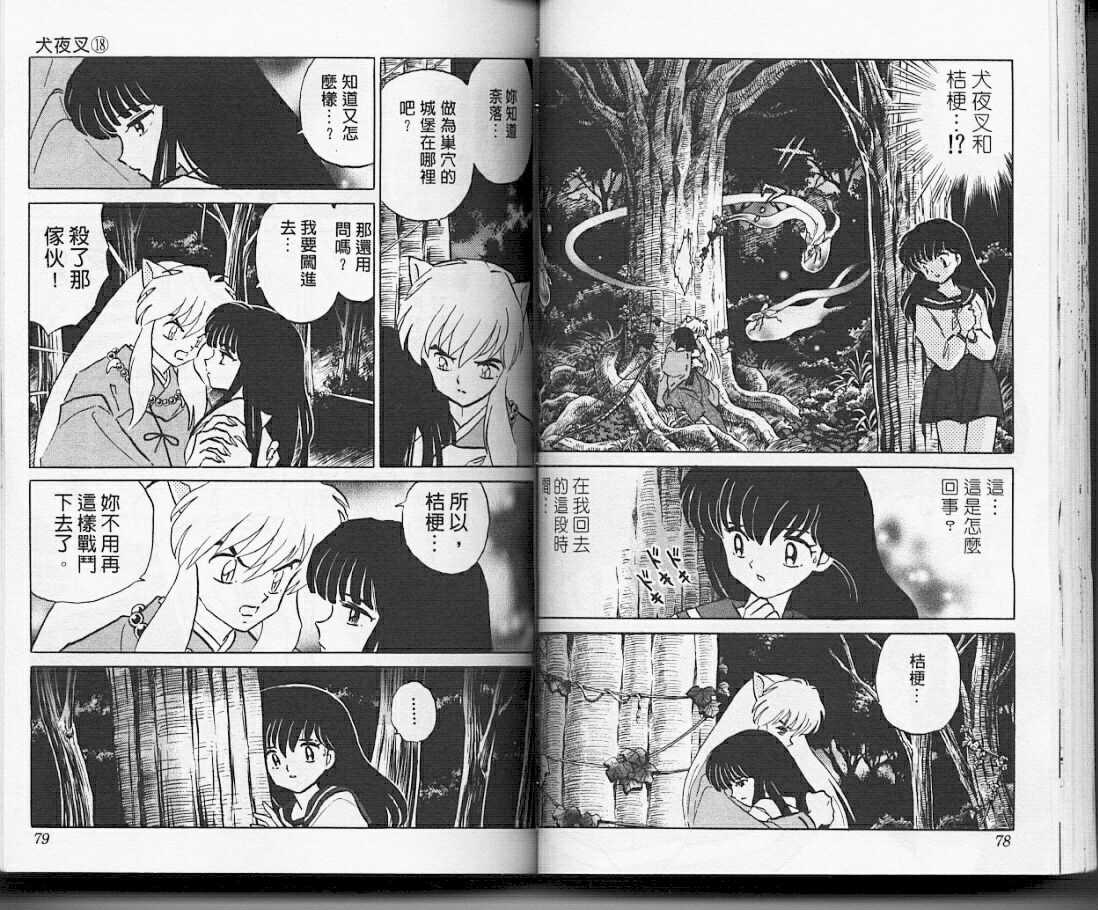 犬夜叉和
桔梗…!?
這…
這是怎麼
回事?
在我回去
的這段時
間…
ドキ
ドキ
桔梗…
78
犬夜叉⑱
妳知道
奈落…
做為巢穴的
城堡在哪裡
吧?
知道又怎
麼樣…?
那還用
問嗎?
我要闖進
去…
殺了那
傢伙!
所以,
桔梗…
妳不用再
這樣戰鬥
下去了。
……
79